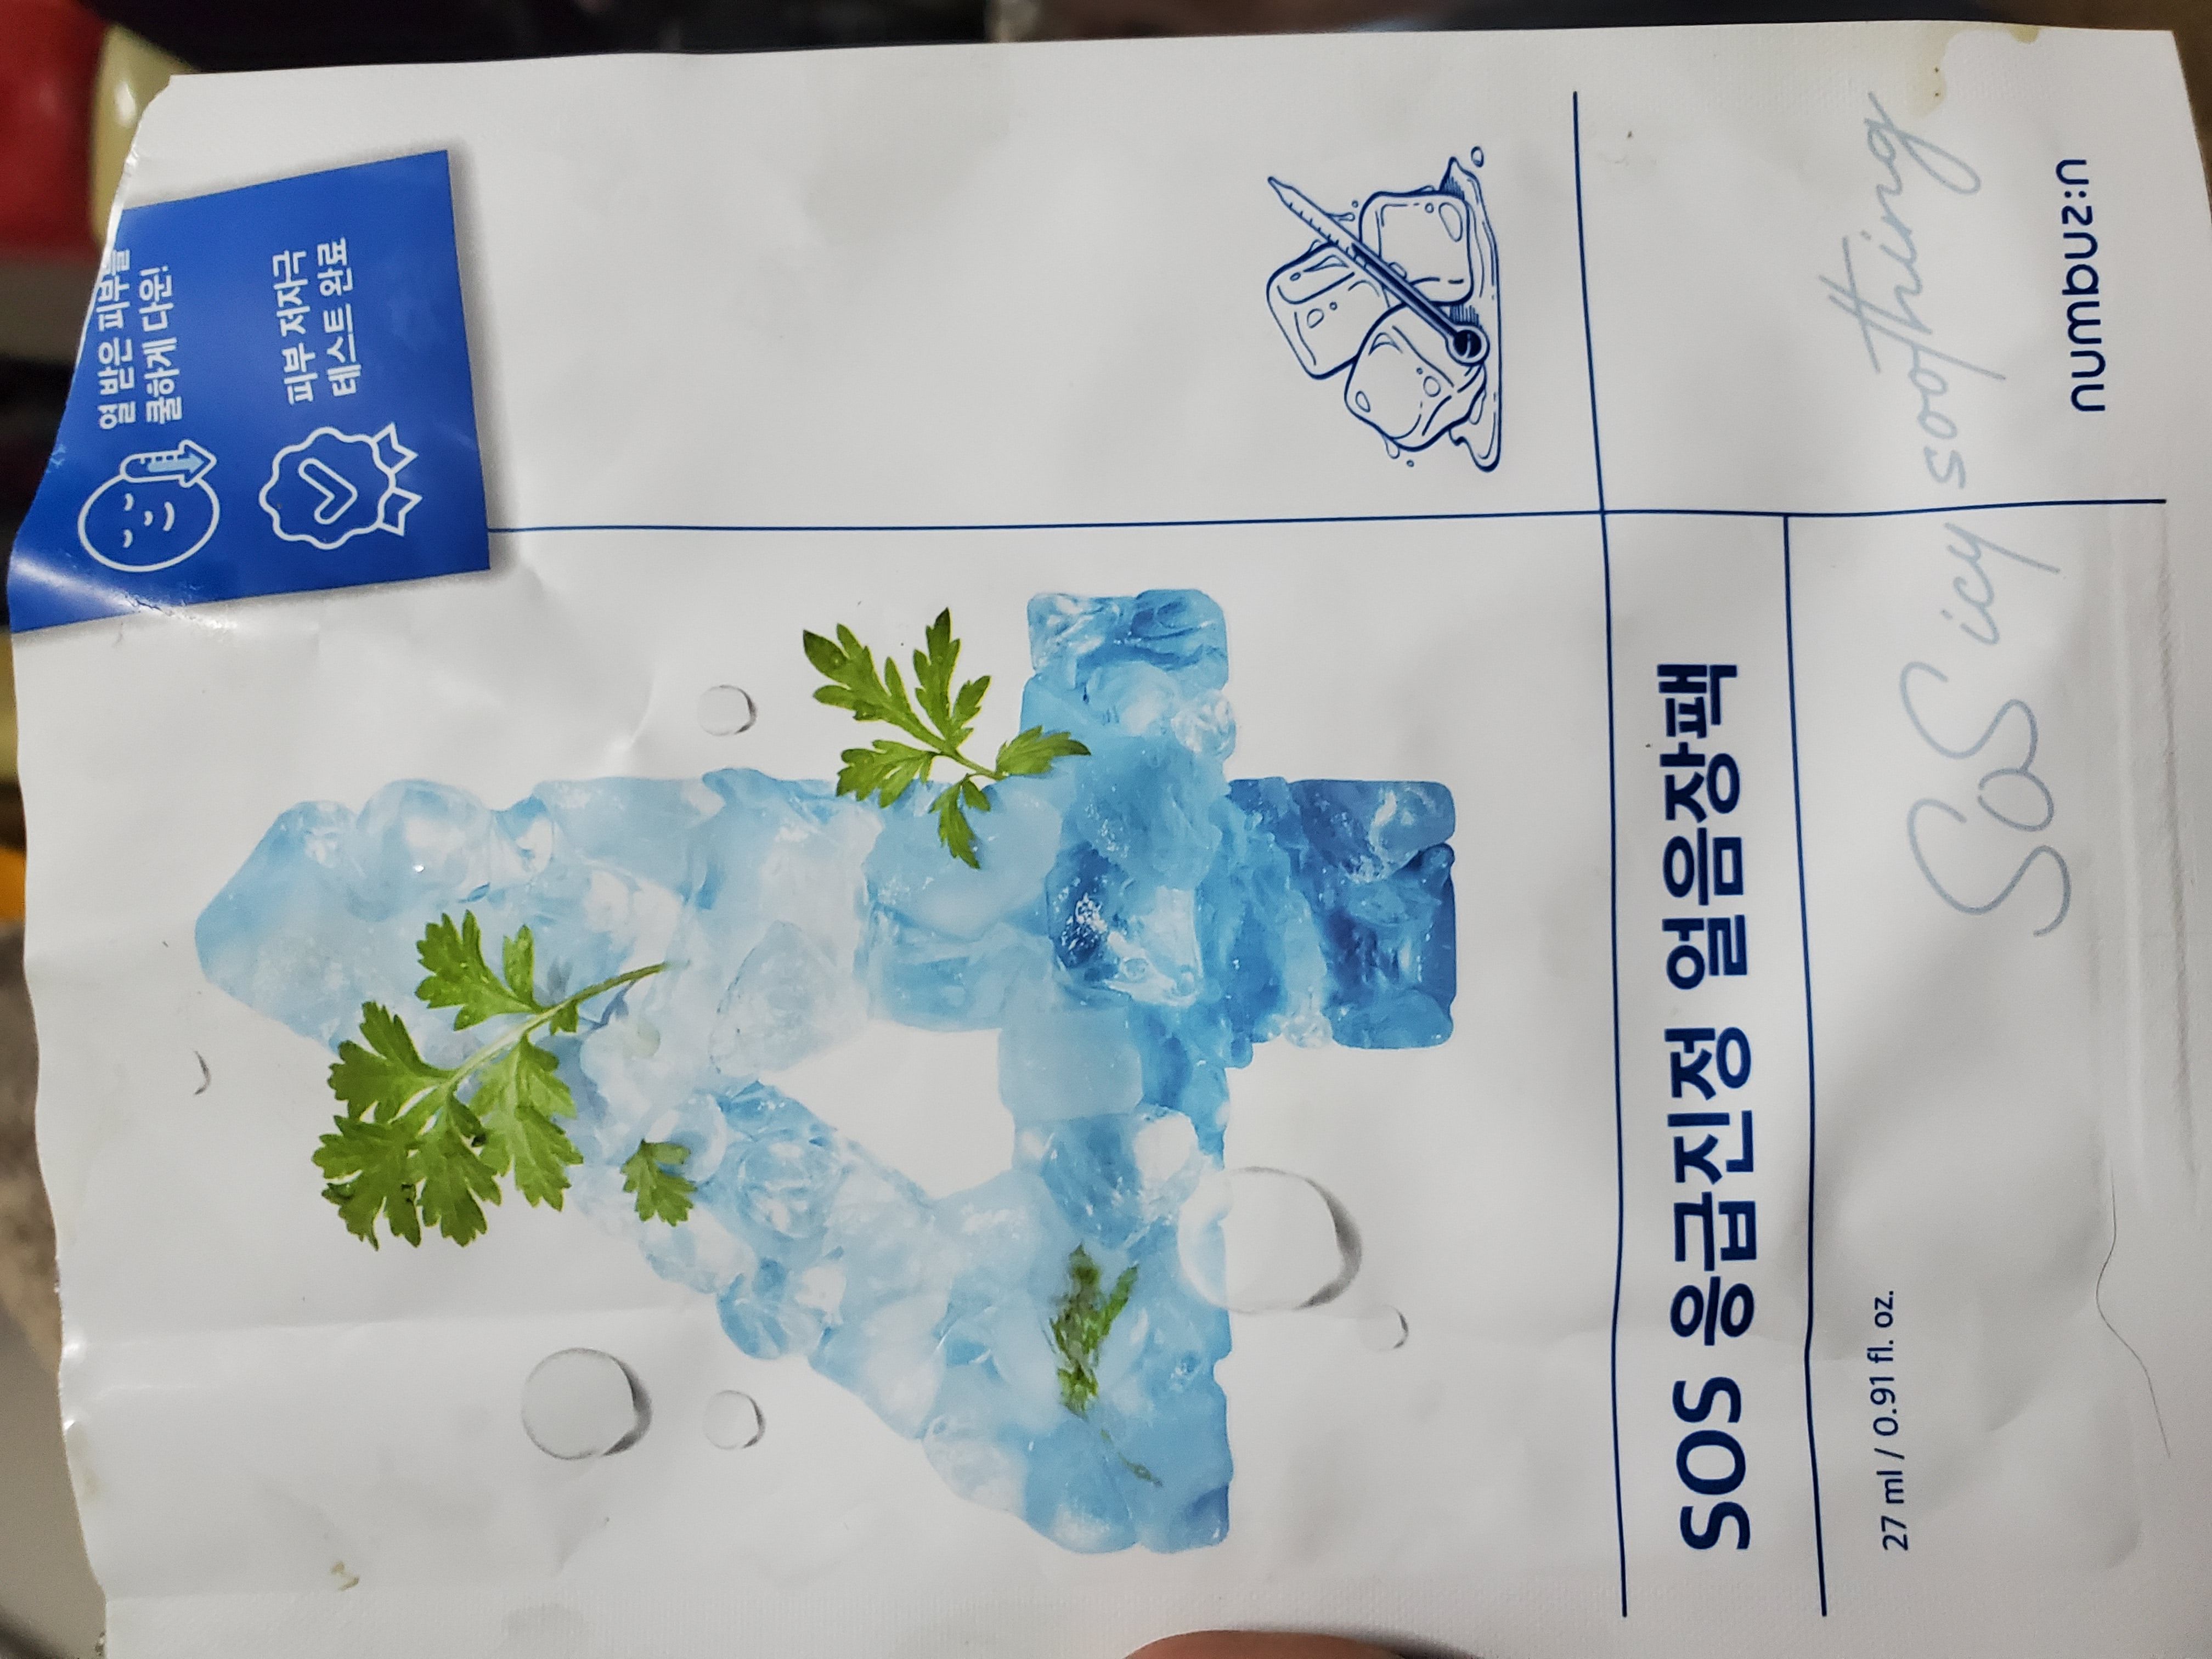 열 받은 피부를
쿨하게 다운!
피부 저자극
테스트 완료
4
SOS 응급진정 얼음장팩
SOS icy soothing
27 ml / 0.91 fl. oz.
numbuz:n